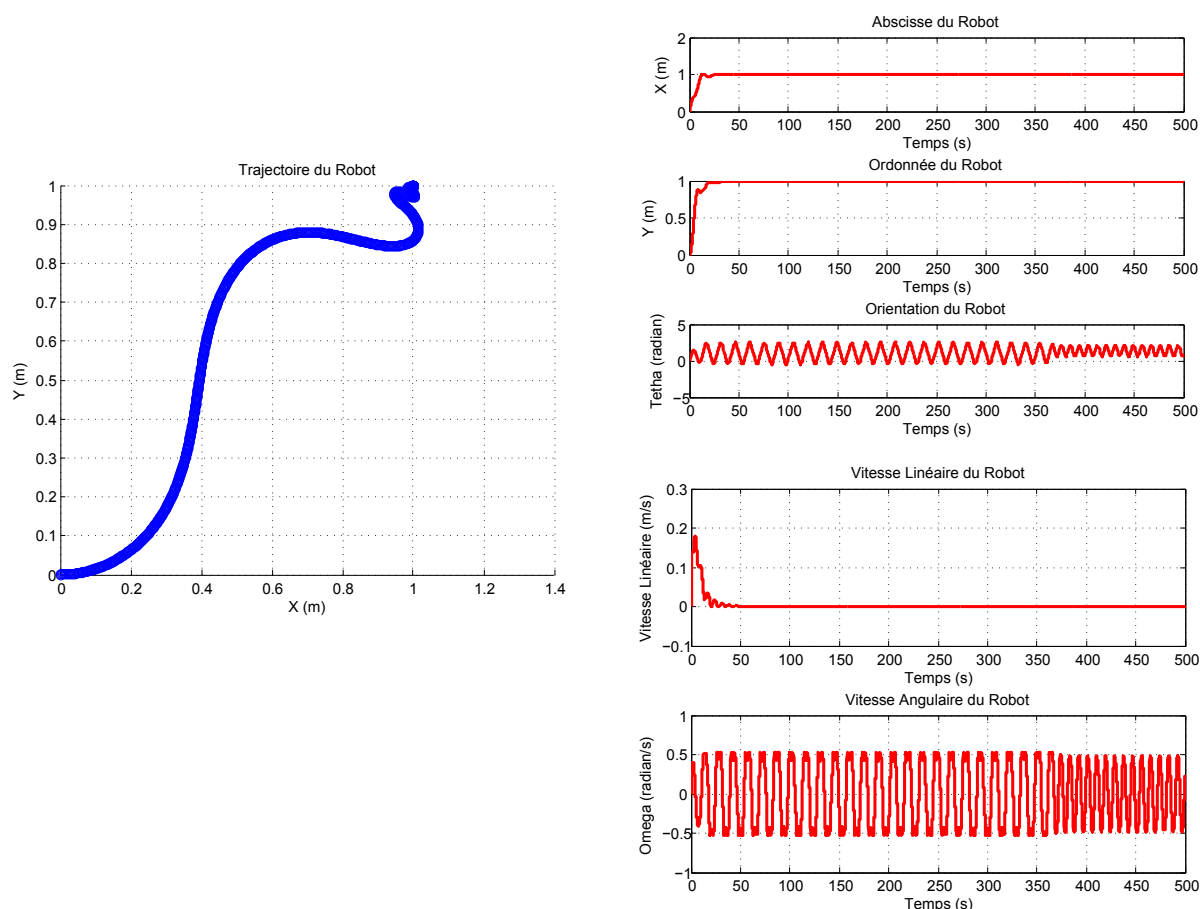 Trajectoire du Robot
1
0.9
0.8
0.7
0.6
0.5
0.4
0.3
0.2
0.1
0
Y (m)
0 0.2 0.4 0.6 0.8 1 1.2 1.4
X (m)
Abscisse du Robot
2
1
0
X (m)
0 50 100 150 200 250 300 350 400 450 500
Temps (s)
Ordonnée du Robot
1
0.5
0
Y (m)
0 50 100 150 200 250 300 350 400 450 500
Temps (s)
Orientation du Robot
5
0
−5
Tetha (radian)
0 50 100 150 200 250 300 350 400 450 500
Temps (s)
Vitesse Linéaire du Robot
0.3
0.2
0.1
0
−0.1
Vitesse Linéaire (m/s)
0 50 100 150 200 250 300 350 400 450 500
Temps (s)
Vitesse Angulaire du Robot
1
0.5
0
−0.5
−1
Omega (radian/s)
0 50 100 150 200 250 300 350 400 450 500
Temps (s)